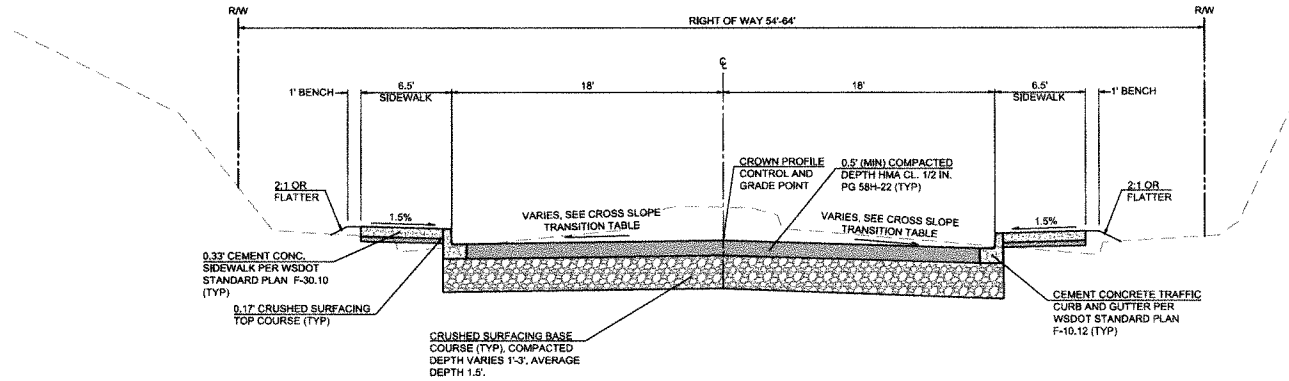 R/W
RIGHT OF WAY 54'-64'
R/W
℄
1' BENCH
6.5'
SIDEWALK
18'
18'
6.5'
SIDEWALK
1' BENCH
CROWN PROFILE
CONTROL AND
GRADE POINT
0.5' (MIN) COMPACTED
DEPTH HMA CL. 1/2 IN.
PG 58H-22 (TYP)
2:1 OR
FLATTER
2:1 OR
FLATTER
1.5%
VARIES, SEE CROSS SLOPE
TRANSITION TABLE
VARIES, SEE CROSS SLOPE
TRANSITION TABLE
1.5%
0.33' CEMENT CONC.
SIDEWALK PER WSDOT
STANDARD PLAN F-30.10
(TYP)
0.17' CRUSHED SURFACING
TOP COURSE (TYP)
CEMENT CONCRETE TRAFFIC
CURB AND GUTTER PER
WSDOT STANDARD PLAN
F-10.12 (TYP)
CRUSHED SURFACING BASE
COURSE (TYP), COMPACTED
DEPTH VARIES 1'-3', AVERAGE
DEPTH 1.5'.